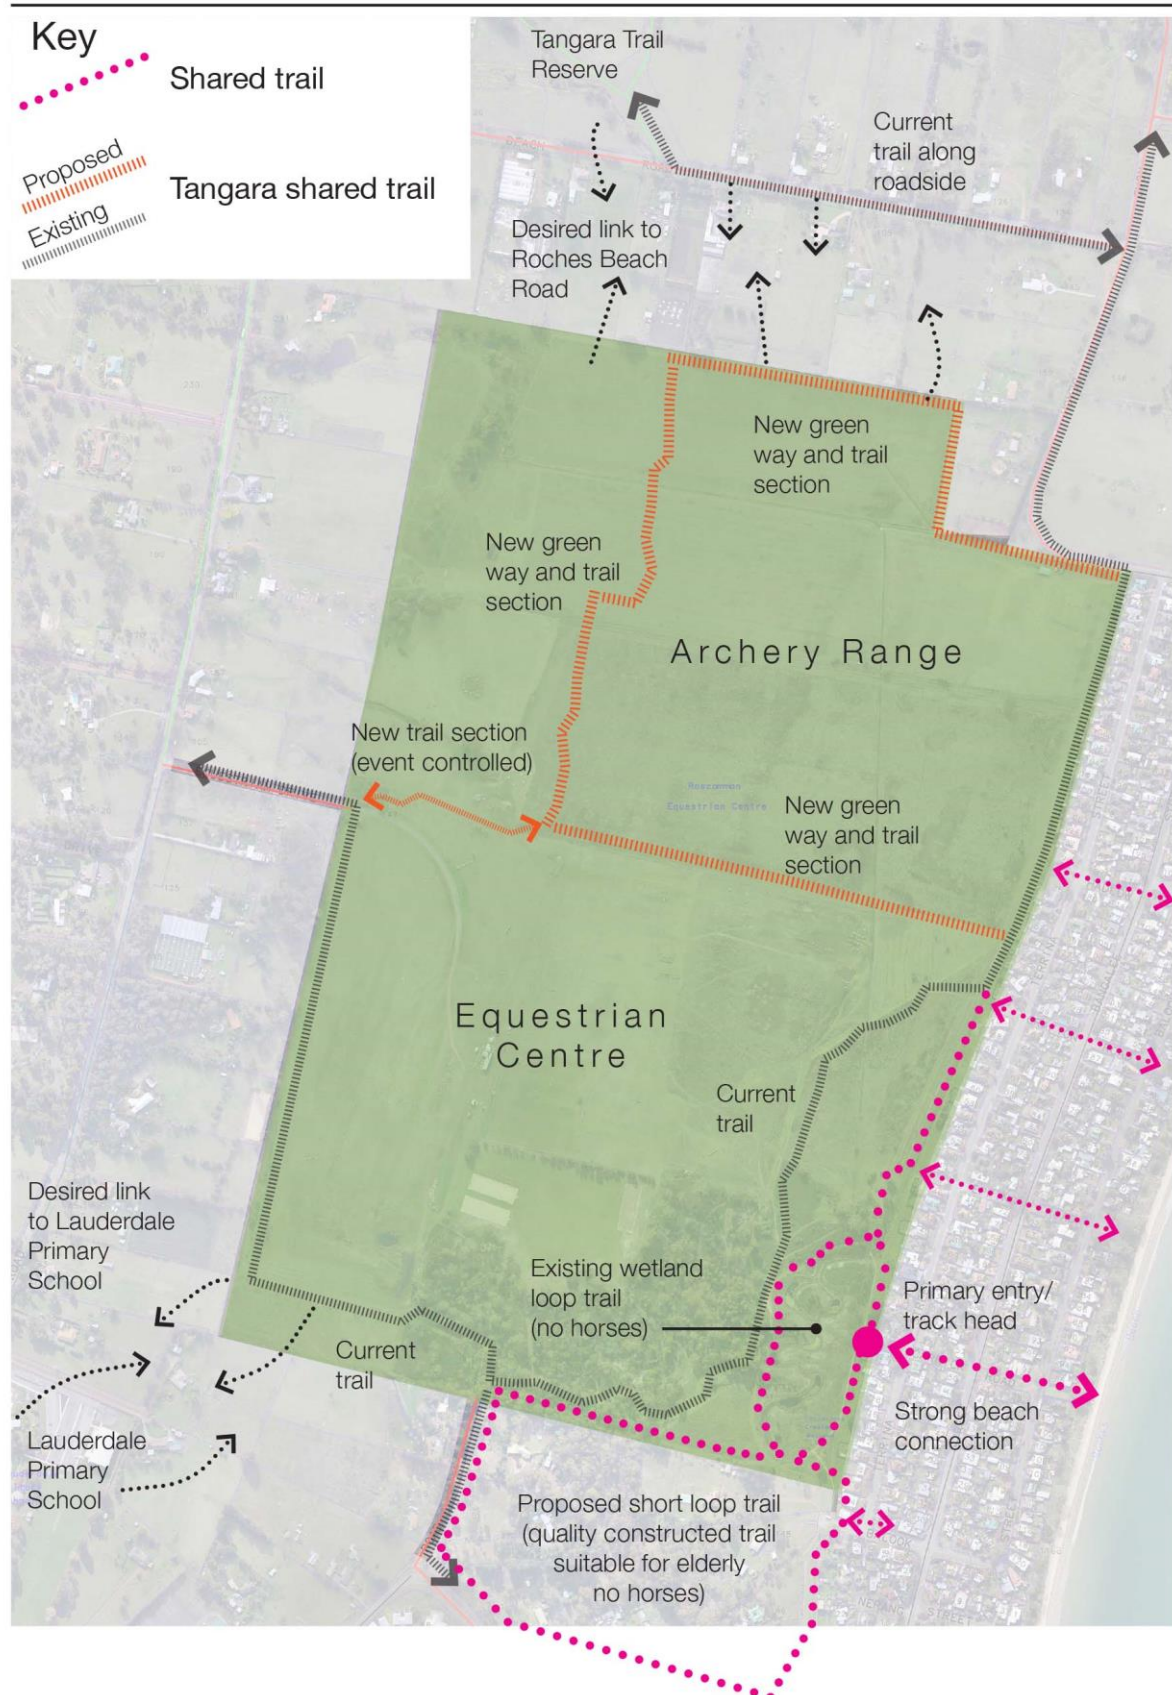 Key
Shared trail
Proposed
Existing
Tangara shared trail
Tangara Trail
Reserve
Current
trail along
roadside
BEACH
ROAD
Desired link to
Roches Beach
Road
New green
way and trail
section
New green
way and trail
section
Archery Range
New trail section
(event controlled)
Equestrian Centre
New green
way and trail
section
Equestrian
Centre
Current
trail
Desired link
to Lauderdale
Primary
School
Existing wetland
loop trail
(no horses)
Primary entry/
track head
Current
trail
Strong beach
connection
Lauderdale
Primary
School
Proposed short loop trail
(quality constructed trail
suitable for elderly
no horses)